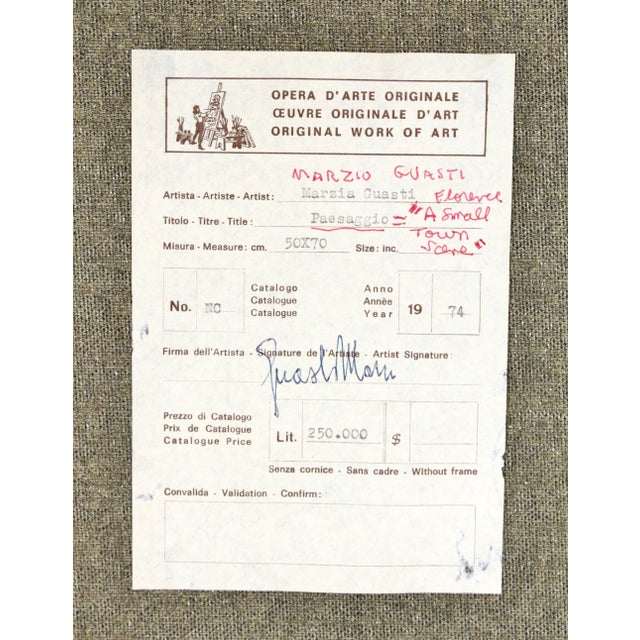 OPERA D'ARTE ORIGINALE
ŒUVRE ORIGINALE D'ART
ORIGINAL WORK OF ART
MARZIO GUASTI
Artista - Artiste - Artist: Marzia Guasti Florence
Titolo - Titre - Title: Paesaggio = "A Small
Town
Scene"
Misura - Measure: cm. 50X70 Size: inc.
No. NC
Catalogo
Catalogue
Catalogue
Anno
Année
Year
19 74
Firma dell'Artista - Signature de l'Artiste - Artist Signature:
Prezzo di Catalogo
Prix de Catalogue
Catalogue Price
Lit. 250.000 $
Senza cornice - Sans cadre - Without frame
Convalida - Validation - Confirm: